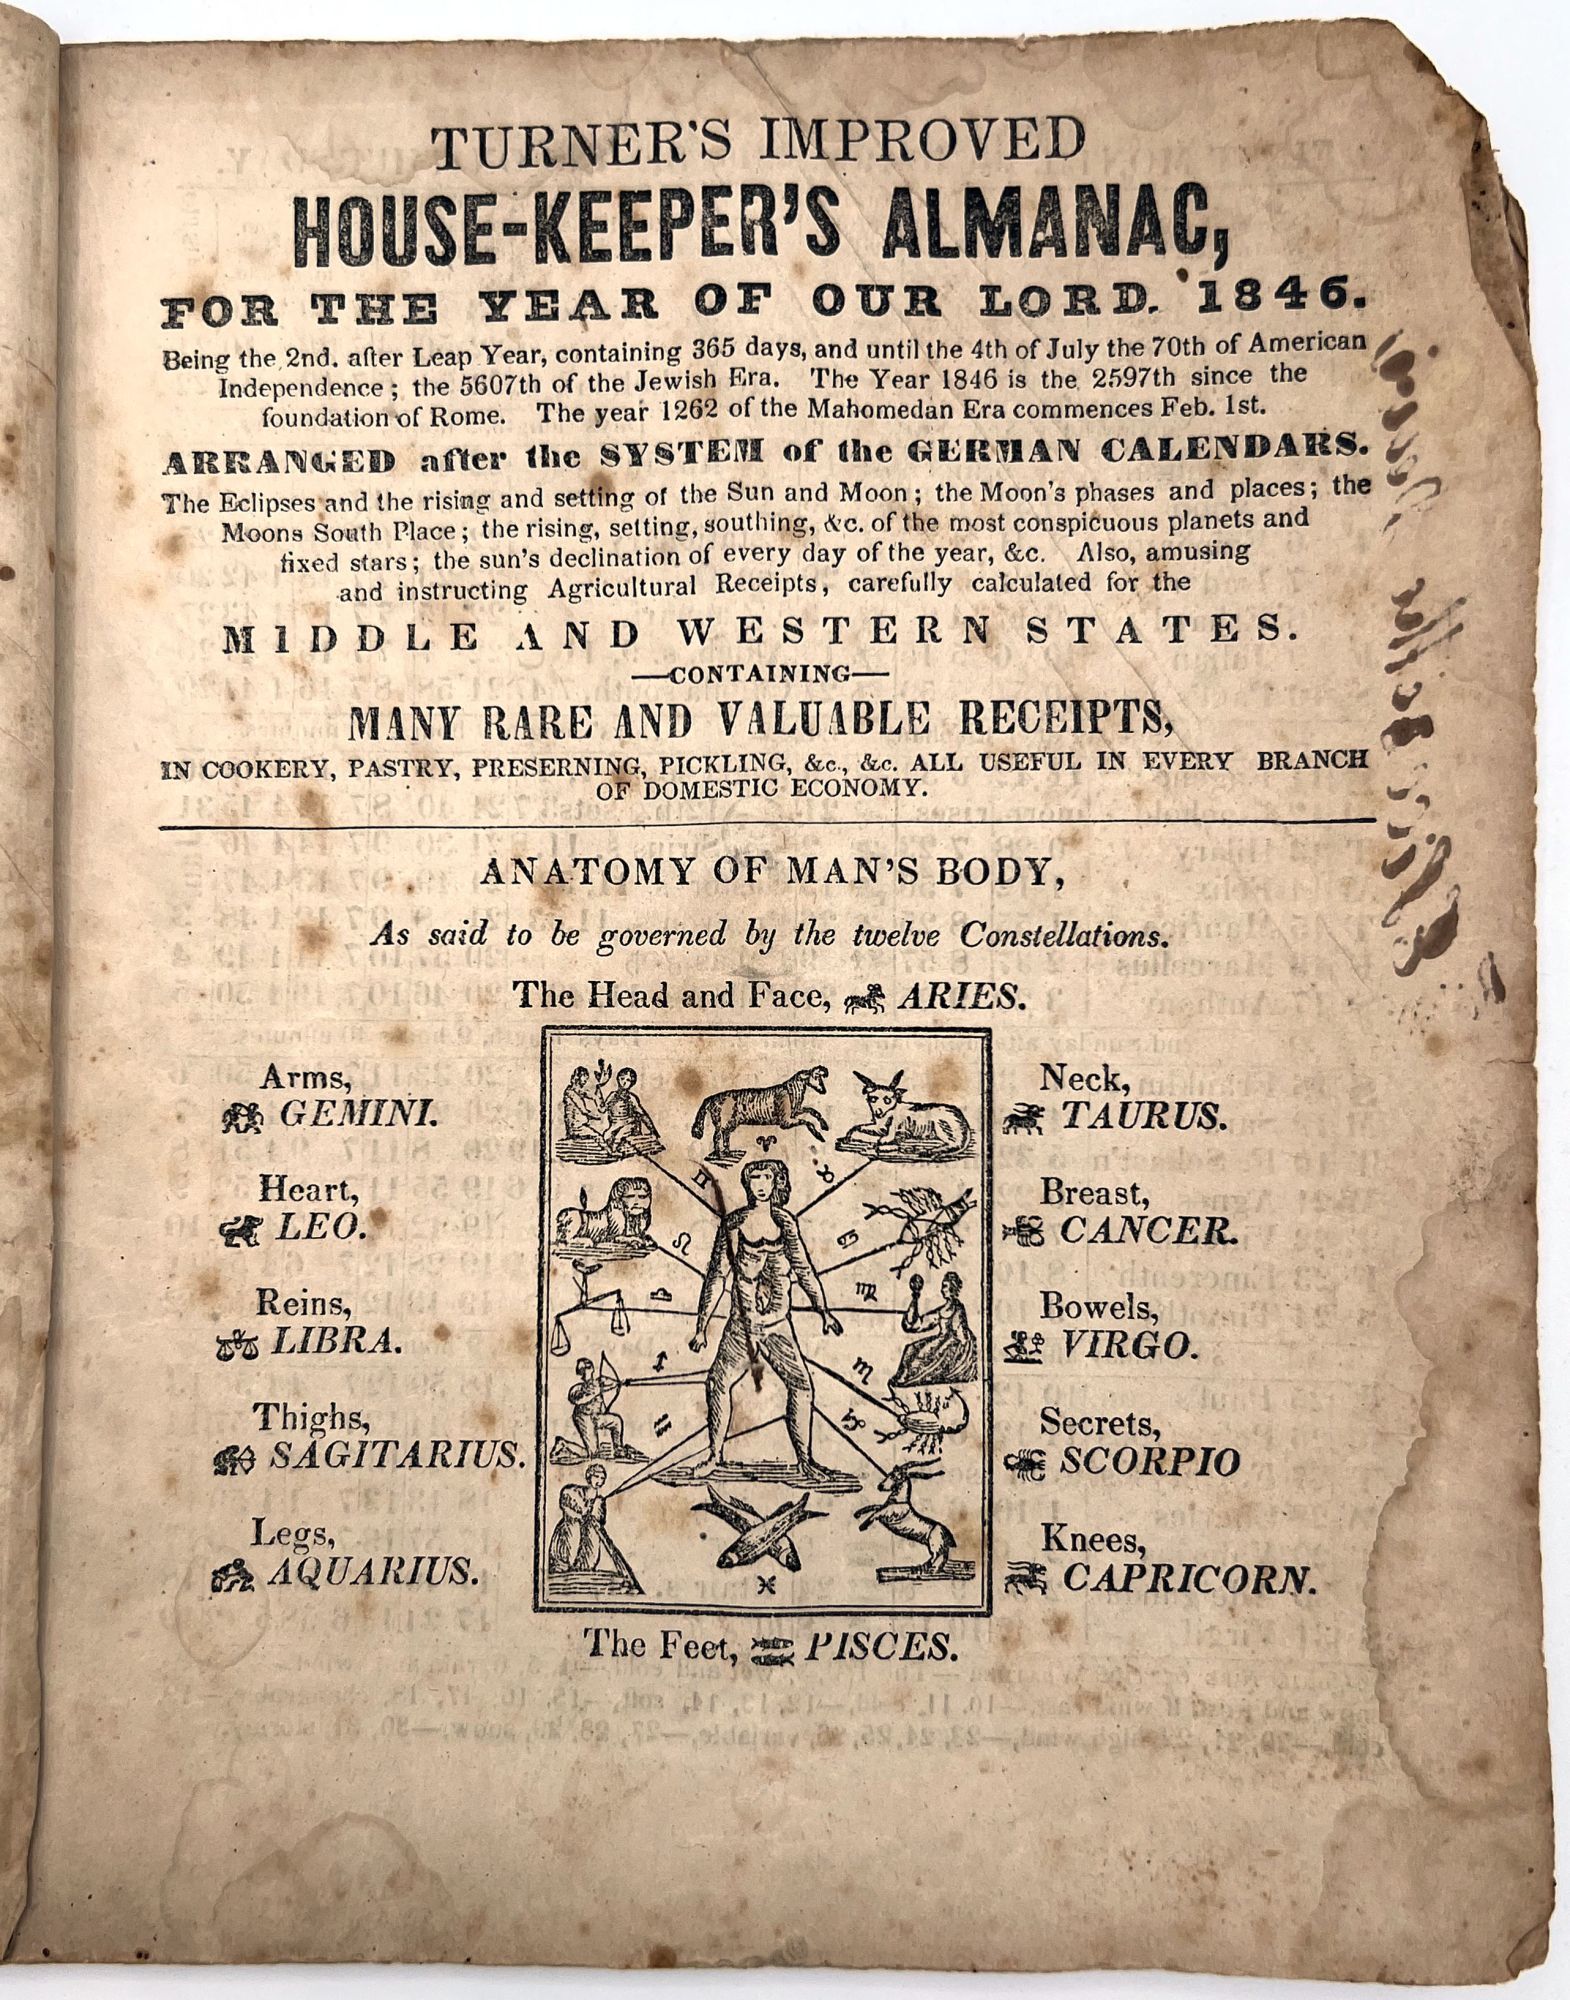 TURNER'S IMPROVED
HOUSE-KEEPER'S ALMANAC,
FOR THE YEAR OF OUR LORD. 1846.
Being the 2nd. after Leap Year, containing 365 days, and until the 4th of July the 70th of American
Independence; the 5607th of the Jewish Era. The Year 1846 is the 2597th since the
foundation of Rome. The year 1262 of the Mahomedan Era commences Feb. 1st.
ARRANGED after the SYSTEM of the GERMAN CALENDARS.
The Eclipses and the rising and setting of the Sun and Moon; the Moon's phases and places; the
Moons South Place; the rising, setting, southing, &c. of the most conspicuous planets and
fixed stars; the sun's declination of every day of the year, &c. Also, amusing
and instructing Agricultural Receipts, carefully calculated for the
MIDDLE AND WESTERN STATES.
—CONTAINING—
MANY RARE AND VALUABLE RECEIPTS,
IN COOKERY, PASTRY, PRESERNING, PICKLING, &c., &c. ALL USEFUL IN EVERY BRANCH
OF DOMESTIC ECONOMY.
ANATOMY OF MAN'S BODY,
As said to be governed by the twelve Constellations.
The Head and Face, ARIES.
Arms,
GEMINI.
Heart,
LEO.
Reins,
LIBRA.
Thighs,
SAGITARIUS.
Legs,
AQUARIUS.
♈
♊
♉
♌
♋
♎
♍
♐
♏
♒
♑
♓
Neck,
TAURUS.
Breast,
CANCER.
Bowels,
VIRGO.
Secrets,
SCORPIO
Knees,
CAPRICORN.
The Feet, PISCES.